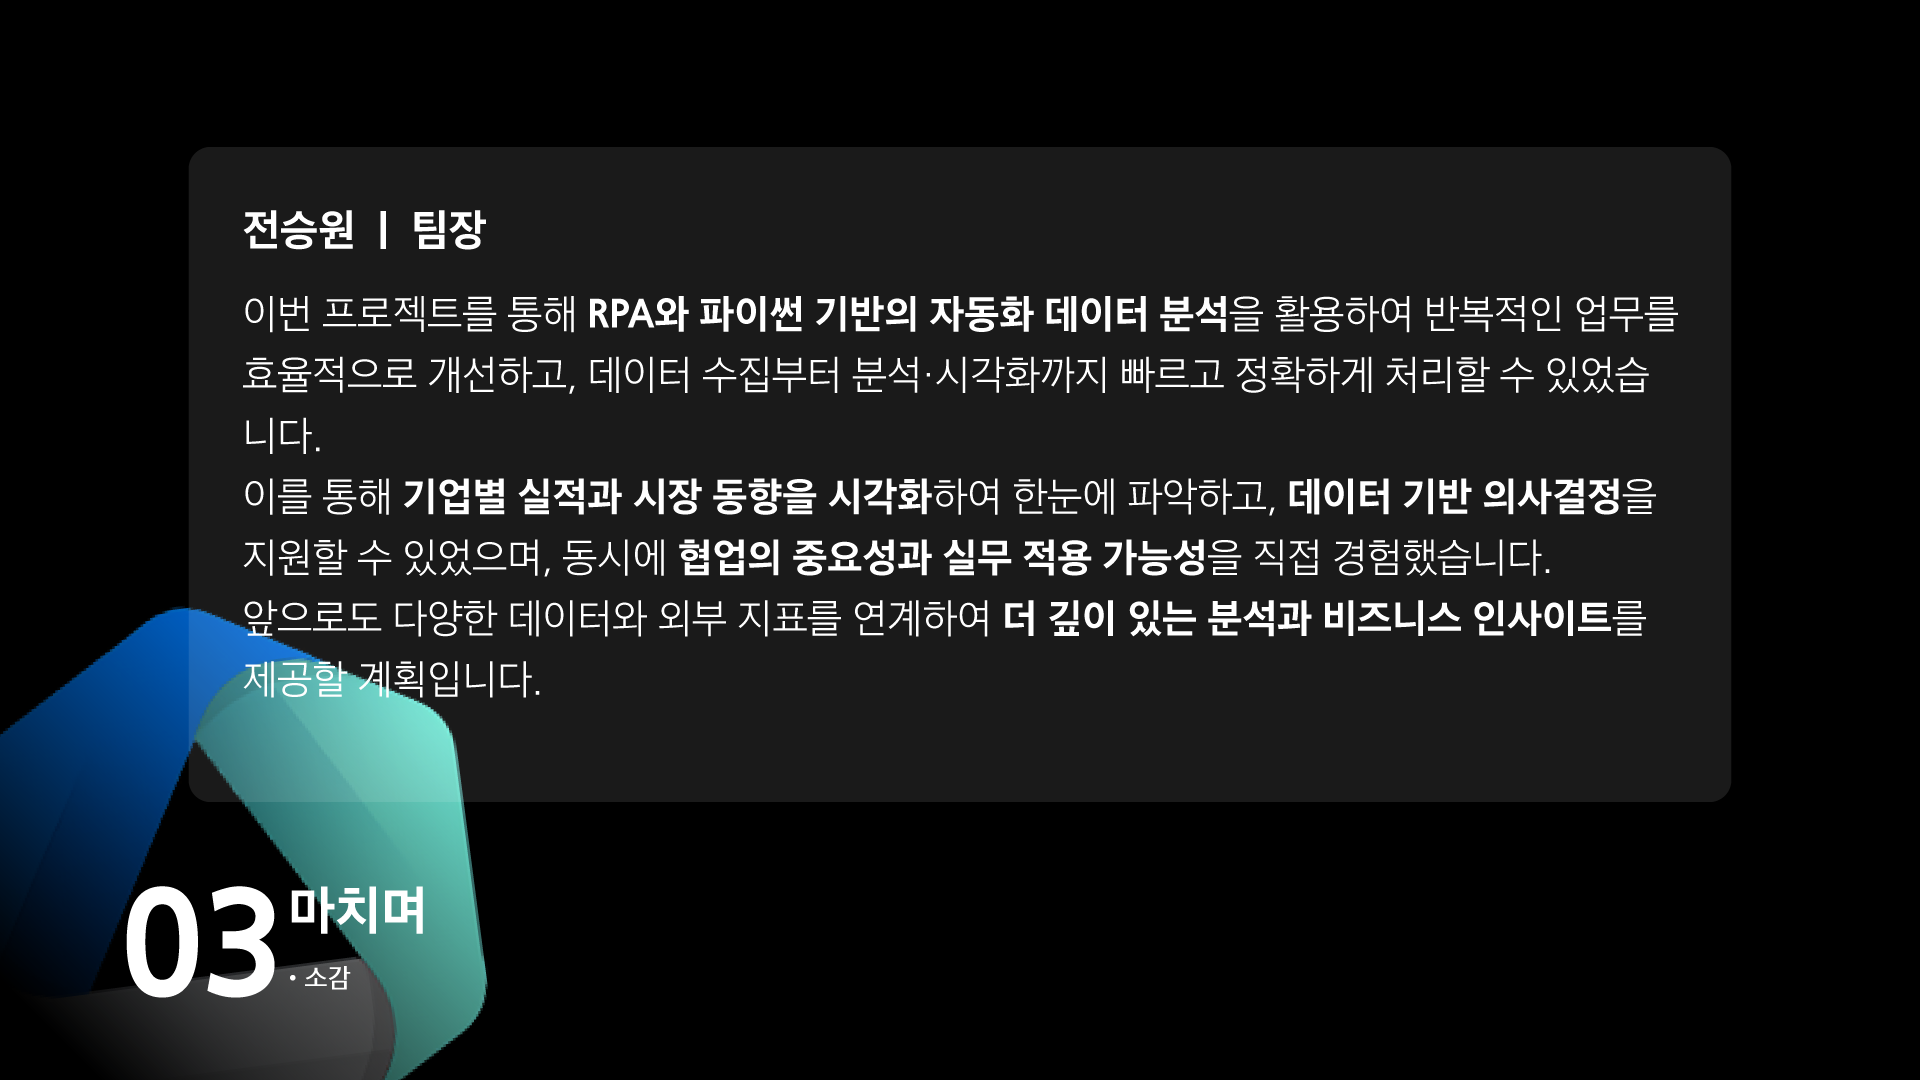 전승원 | 팀장
이번 프로젝트를 통해 RPA와 파이썬 기반의 자동화 데이터 분석을 활용하여 반복적인 업무를
효율적으로 개선하고, 데이터 수집부터 분석·시각화까지 빠르고 정확하게 처리할 수 있었습
니다.
이를 통해 기업별 실적과 시장 동향을 시각화하여 한눈에 파악하고, 데이터 기반 의사결정을
지원할 수 있었으며, 동시에 협업의 중요성과 실무 적용 가능성을 직접 경험했습니다.
앞으로도 다양한 데이터와 외부 지표를 연계하여 더 깊이 있는 분석과 비즈니스 인사이트를
제공할 계획입니다.
03 마치며
• 소감